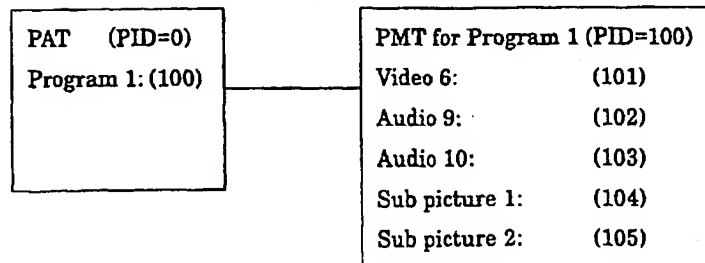 PAT (PID=0)
Program 1: (100)
PMT for Program 1 (PID=100)
Video 6: (101)
Audio 9: (102)
Audio 10: (103)
Sub picture 1: (104)
Sub picture 2: (105)